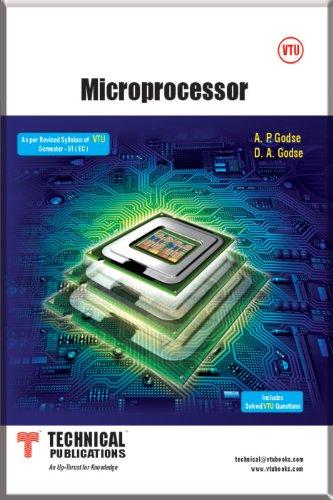 VTU
Microprocessor
As per Revised Syllabus of VTU
Semester - VI ( EC )
A. P. Godse
D. A. Godse
Includes
Solved VTU Questions
TECHNICAL
PUBLICATIONS
An Up-Thrust for Knowledge
technical@vtubooks.com
www.vtubooks.com